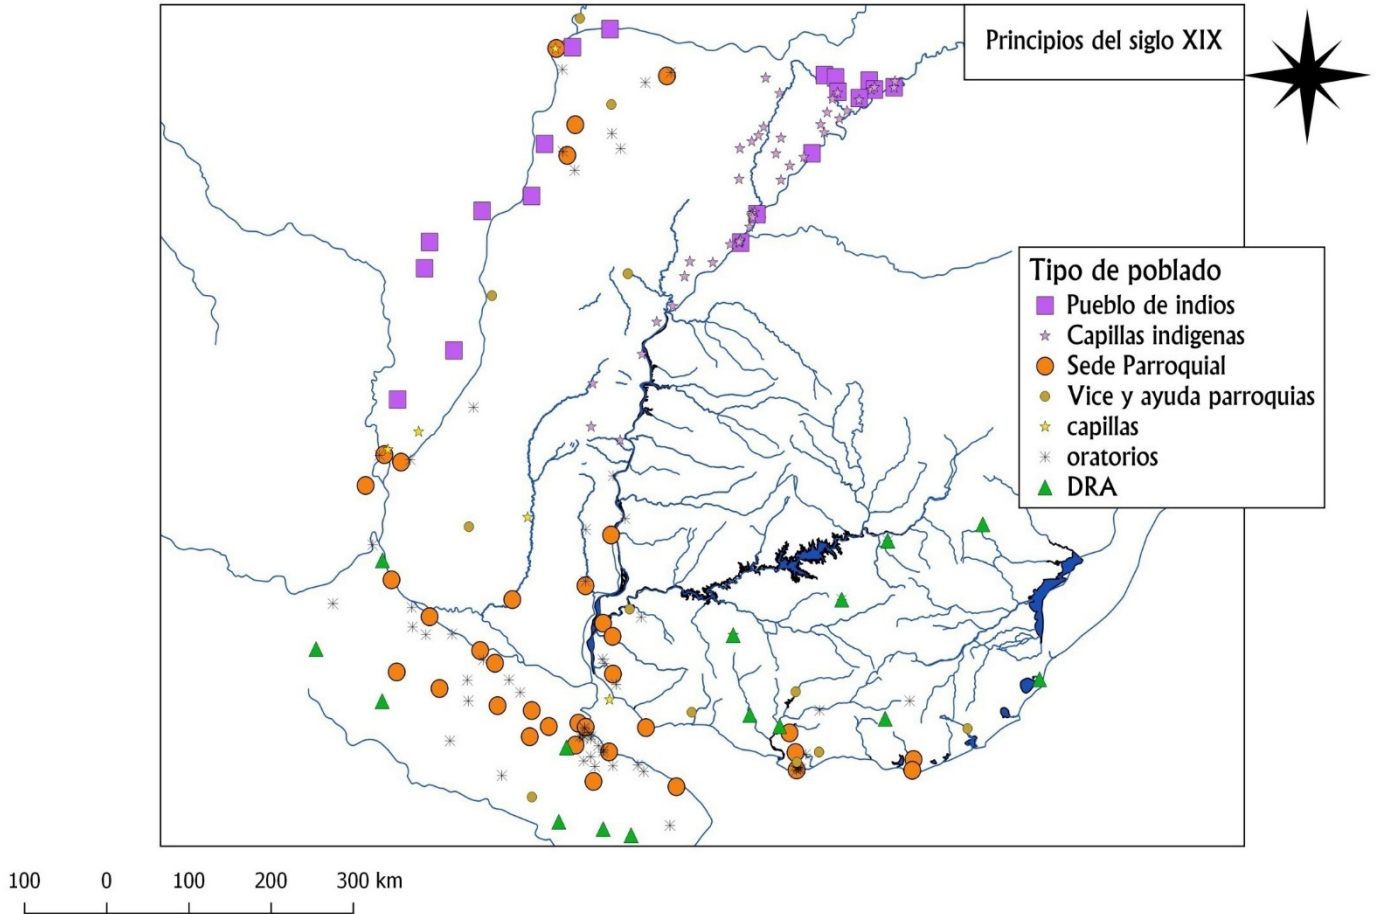 Principios del siglo XIX
Tipo de poblado
Pueblo de indios
Capillas indigenas
Sede Parroquial
Vice y ayuda parroquias
capillas
oratorios
DRA
100 0 100 200 300 km